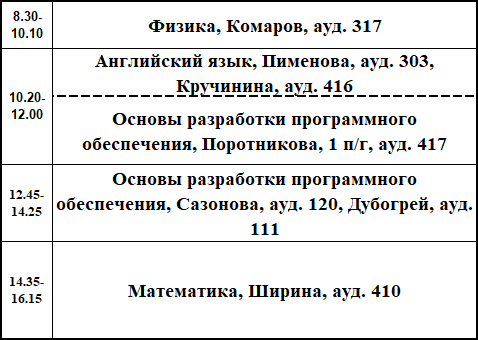 8.30-
10.10
Физика, Комаров, ауд. 317
10.20-
12.00
Английский язык, Пименова, ауд. 303,
Кручинина, ауд. 416
Основы разработки программного
обеспечения, Поротникова, 1 п/г, ауд. 417
12.45-
14.25
Основы разработки программного
обеспечения, Сазонова, ауд. 120, Дубогрей, ауд.
111
14.35-
16.15
Математика, Ширина, ауд. 410